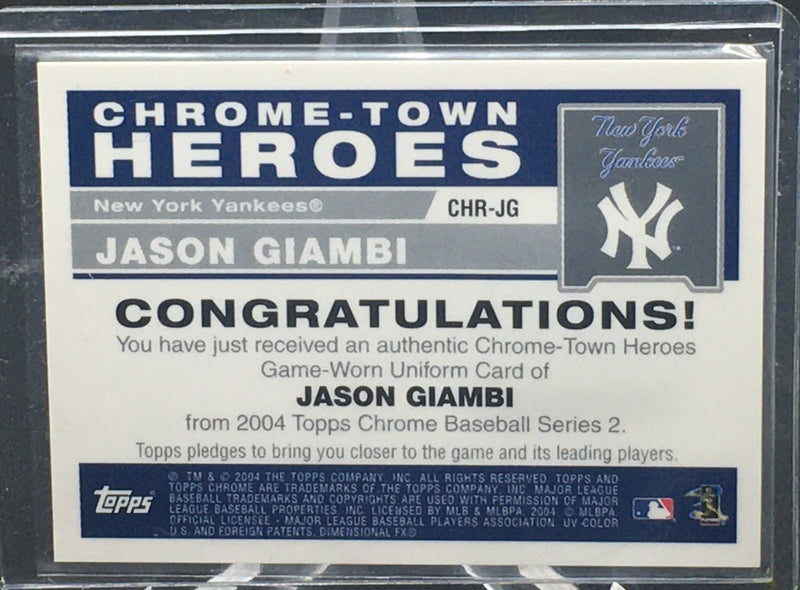 CHROME-TOWN
HEROES
New York Yankees®
CHR-JG
JASON GIAMBI
New York
Yankees
NY
CONGRATULATIONS!
You have just received an authentic Chrome-Town Heroes
Game-Worn Uniform Card of
JASON GIAMBI
from 2004 Topps Chrome Baseball Series 2.
Topps pledges to bring you closer to the game and its leading players.
topps
®, TM & © 2004 THE TOPPS COMPANY, INC. ALL RIGHTS RESERVED. TOPPS AND
TOPPS CHROME ARE TRADEMARKS OF THE TOPPS COMPANY, INC. MAJOR LEAGUE
BASEBALL TRADEMARKS AND COPYRIGHTS ARE USED WITH PERMISSION OF MAJOR
LEAGUE BASEBALL PROPERTIES, INC. LICENSED BY MLB & MLBPA. 2004 © MLBPA
OFFICIAL LICENSEE - MAJOR LEAGUE BASEBALL PLAYERS ASSOCIATION. UV-COLOR
U.S. AND FOREIGN PATENTS, DIMENSIONAL FX®